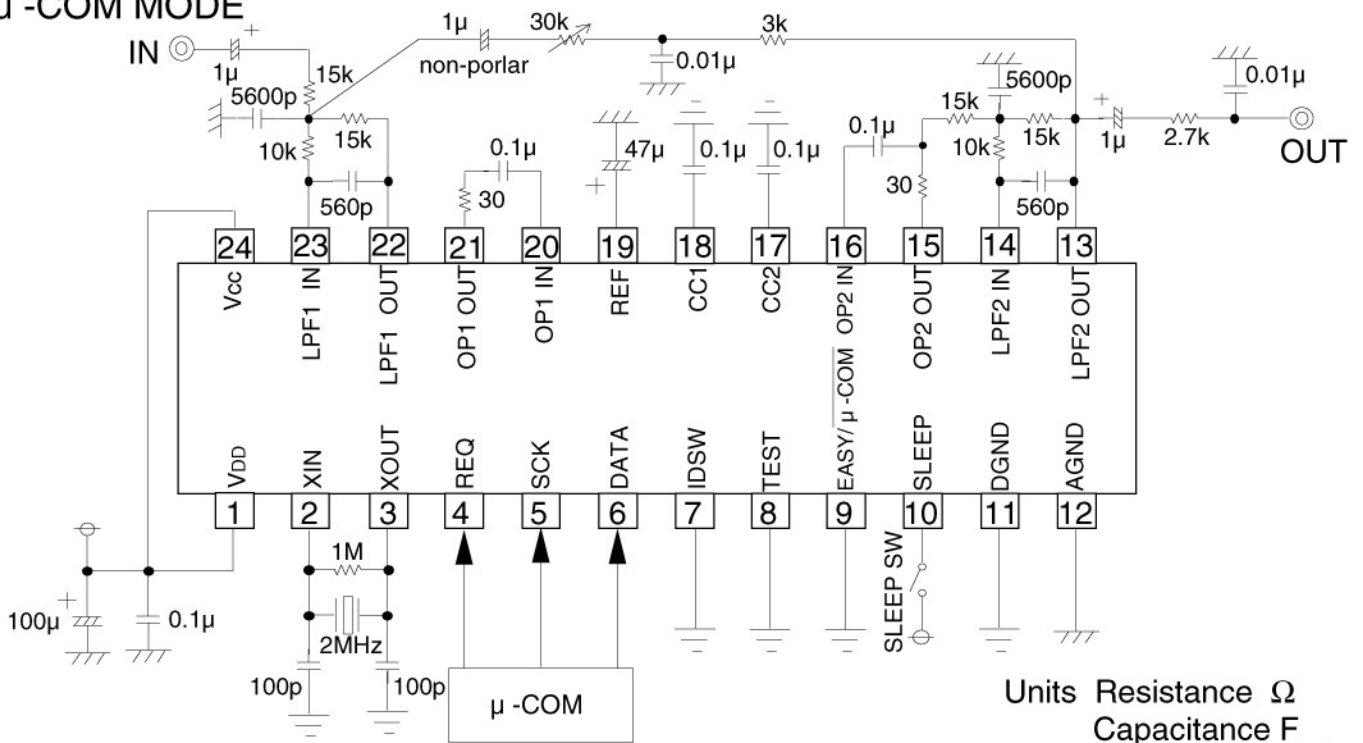 µ -COM MODE
1µ
30k
3k
IN
+
1µ
non-porlar
0.01µ
15k
5600p
15k
10k
560p
0.1µ
30
47µ
+
0.1µ
0.1µ
0.1µ
30
15k
5600p
10k
15k
560p
+
1µ
2.7k
0.01µ
OUT
24
23
22
21
20
19
18
17
16
15
14
13
Vcc
LPF1 IN
LPF1 OUT
OP1 OUT
OP1 IN
REF
CC1
CC2
OP2 IN
OP2 OUT
LPF2 IN
LPF2 OUT
VDD
XIN
XOUT
REQ
SCK
DATA
IDSW
TEST
EASY/ µ -COM
SLEEP
DGND
AGND
1
2
3
4
5
6
7
8
9
10
11
12
+
100µ
0.1µ
1M
2MHz
100p
100p
µ -COM
SLEEP SW
Units Resistance Ω
Capacitance F